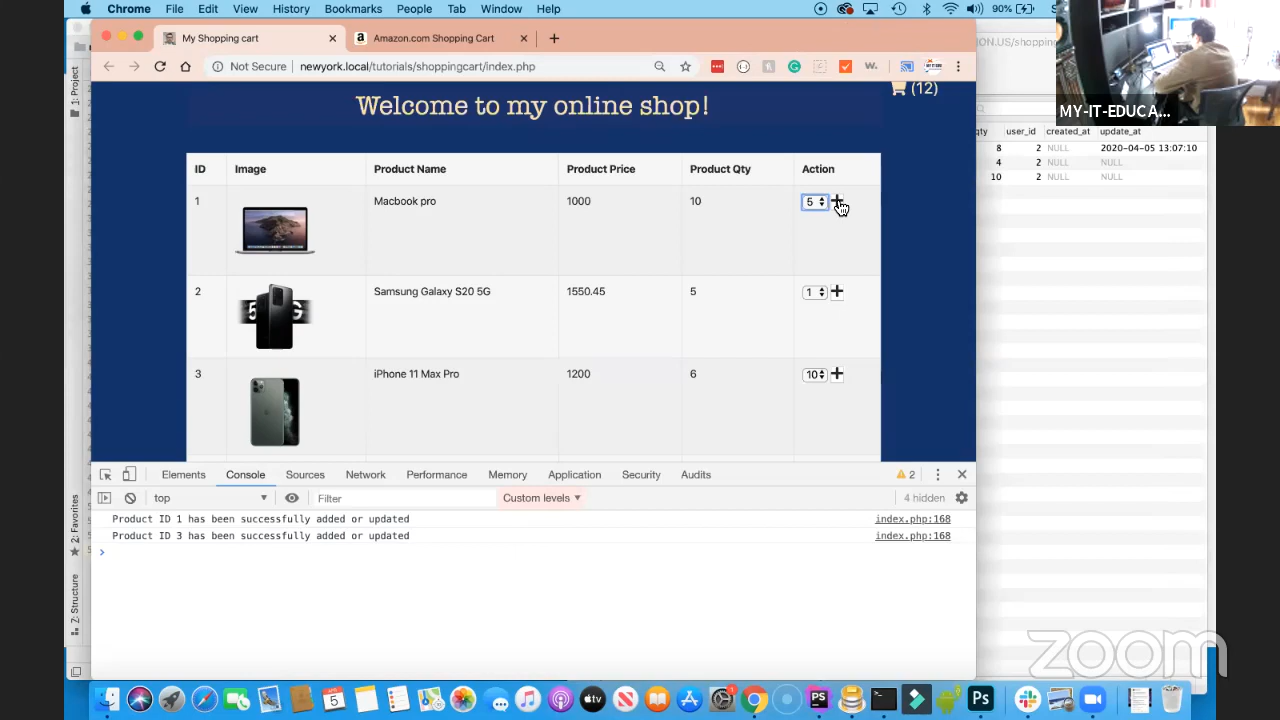 Chrome File Edit View History Bookmarks People Tab Window Help 90%
My Shopping cart Amazon.com Shopping Cart
Not Secure newyork.local/tutorials/shoppingcart/index.php
ION.US/shopping
MY-IT-EDUCA...
1: Project
2: Favorites
Z: Structure
Welcome to my online shop!
(12)
ID Image Product Name Product Price Product Qty Action
1 Macbook pro 1000 10 5
2 Samsung Galaxy S20 5G 1550.45 5 1
3 iPhone 11 Max Pro 1200 6 10
qty user_id created_at update_at
8 2 NULL 2020-04-05 13:07:10
4 2 NULL NULL
10 2 NULL NULL
Elements Console Sources Network Performance Memory Application Security Audits 2
top Filter Custom levels 4 hidden
Product ID 1 has been successfully added or updated index.php:168
Product ID 3 has been successfully added or updated index.php:168
zoom